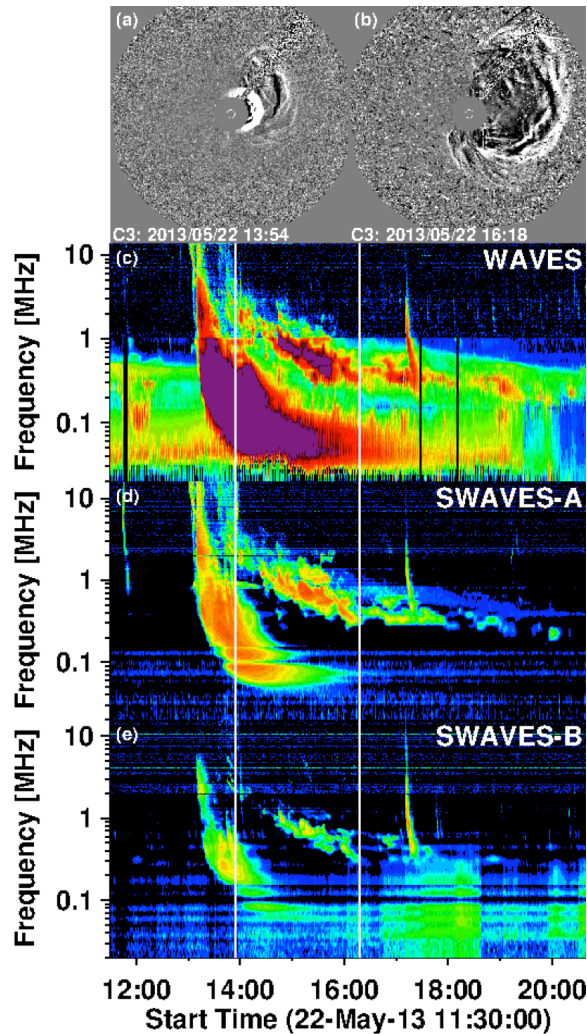 (a)
(b)
C3: 2013/05/22 13:54
C3: 2013/05/22 16:18
(c)
WAVES
10
1
0.1
Frequency [MHz]
(d)
SWAVES-A
10
1
0.1
Frequency [MHz]
(e)
SWAVES-B
10
1
0.1
Frequency [MHz]
12:00 14:00 16:00 18:00 20:00
Start Time (22-May-13 11:30:00)